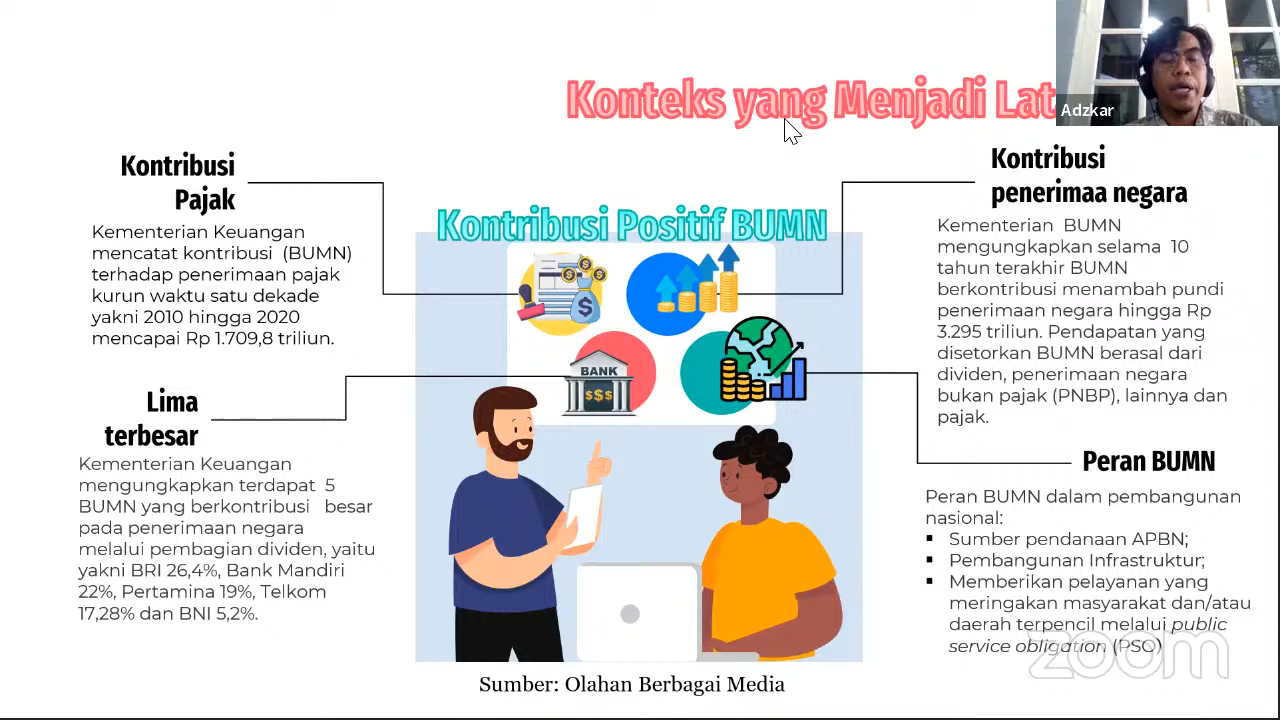 Konteks yang Menjadi Lat
Adzkar
Kontribusi
Pajak
Kementerian Keuangan
mencatat kontribusi (BUMN)
terhadap penerimaan pajak
kurun waktu satu dekade
yakni 2010 hingga 2020
mencapai Rp 1.709,8 triliun.
Lima
terbesar
Kementerian Keuangan
mengungkapkan terdapat 5
BUMN yang berkontribusi besar
pada penerimaan negara
melalui pembagian dividen, yaitu
yakni BRI 26,4%, Bank Mandiri
22%, Pertamina 19%, Telkom
17,28% dan BNI 5,2%.
Kontribusi Positif BUMN
$
$
$
$
BANK
$$$
Kontribusi
penerimaa negara
Kementerian BUMN
mengungkapkan selama 10
tahun terakhir BUMN
berkontribusi menambah pundi
penerimaan negara hingga Rp
3.295 triliun. Pendapatan yang
disetorkan BUMN berasal dari
dividen, penerimaan negara
bukan pajak (PNBP), lainnya dan
pajak.
Peran BUMN
Peran BUMN dalam pembangunan
nasional:
▪ Sumber pendanaan APBN;
▪ Pembangunan Infrastruktur;
▪ Memberikan pelayanan yang
meringakan masyarakat dan/atau
daerah terpencil melalui public
service obligation (PSO)
zoom
Sumber: Olahan Berbagai Media